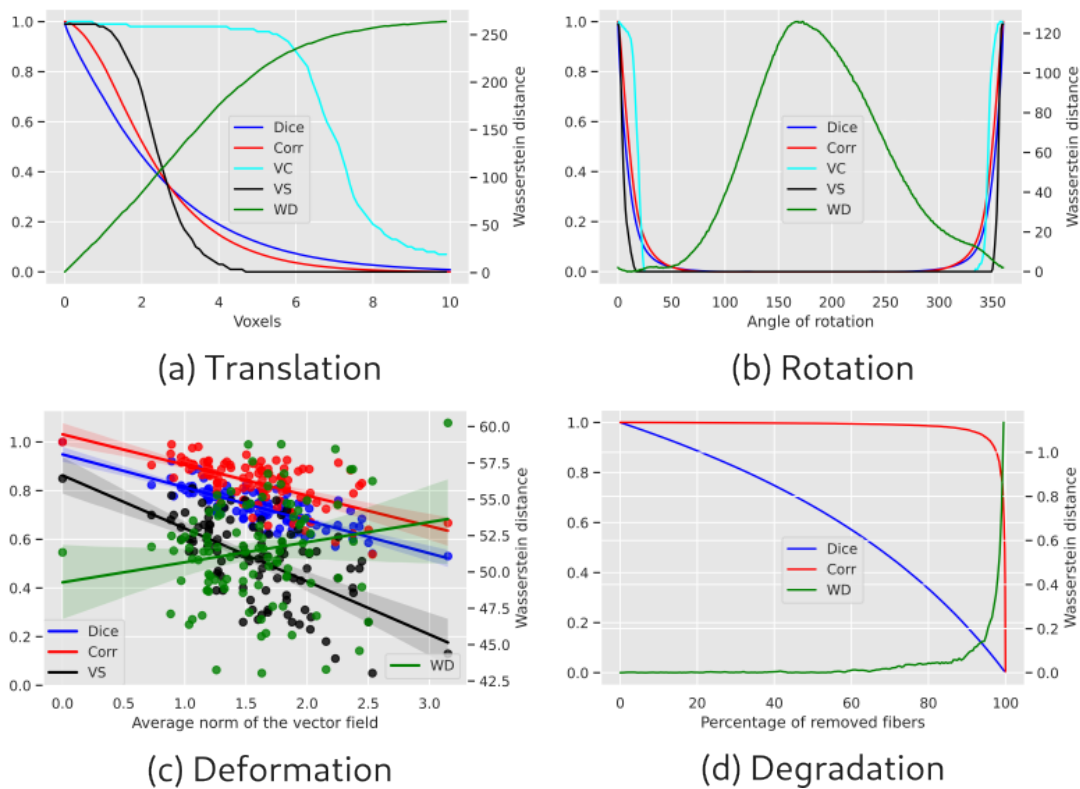 1.0
0.8
0.6
0.4
0.2
0.0
250
200
150
100
50
0
Wasserstein distance
Dice
Corr
VC
VS
WD
0 2 4 6 8 10
Voxels
(a) Translation
1.0
0.8
0.6
0.4
0.2
0.0
120
100
80
60
40
20
0
Wasserstein distance
Dice
Corr
VC
VS
WD
0 50 100 150 200 250 300 350
Angle of rotation
(b) Rotation
1.0
0.8
0.6
0.4
0.2
0.0
60.0
57.5
55.0
52.5
50.0
47.5
45.0
42.5
Wasserstein distance
Dice
Corr
VS
WD
0.0 0.5 1.0 1.5 2.0 2.5 3.0
Average norm of the vector field
(c) Deformation
1.0
0.8
0.6
0.4
0.2
0.0
1.0
0.8
0.6
0.4
0.2
0.0
Wasserstein distance
Dice
Corr
WD
0 20 40 60 80 100
Percentage of removed fibers
(d) Degradation